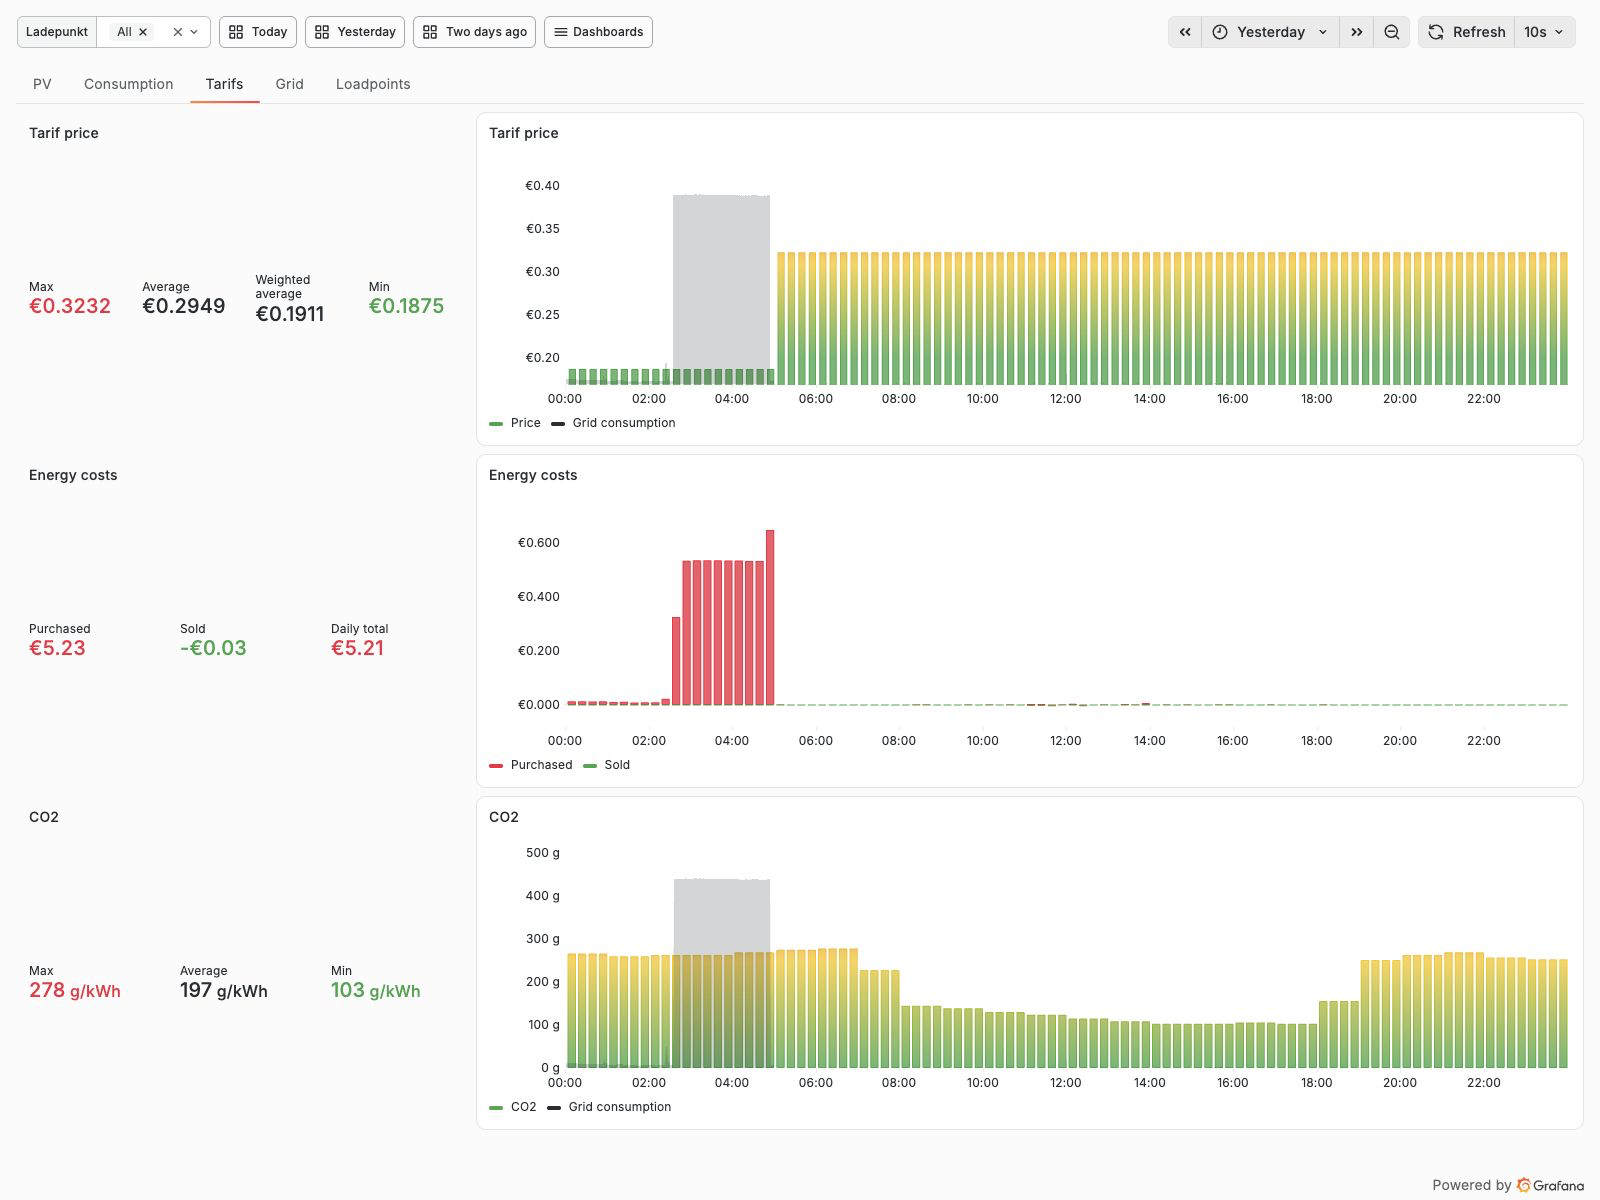 Ladepunkt All Today Yesterday Two days ago Dashboards Yesterday Refresh 10s
PV Consumption Tarifs Grid Loadpoints
Tarif price
Max
€0.3232
Average
€0.2949
Weighted
average
€0.1911
Min
€0.1875
Tarif price
€0.40
€0.35
€0.30
€0.25
€0.20
00:00 02:00 04:00 06:00 08:00 10:00 12:00 14:00 16:00 18:00 20:00 22:00
Price Grid consumption
Energy costs
Purchased
€5.23
Sold
-€0.03
Daily total
€5.21
Energy costs
€0.600
€0.400
€0.200
€0.000
00:00 02:00 04:00 06:00 08:00 10:00 12:00 14:00 16:00 18:00 20:00 22:00
Purchased Sold
CO2
Max
278 g/kWh
Average
197 g/kWh
Min
103 g/kWh
CO2
500 g
400 g
300 g
200 g
100 g
0 g
00:00 02:00 04:00 06:00 08:00 10:00 12:00 14:00 16:00 18:00 20:00 22:00
CO2 Grid consumption
Powered by Grafana